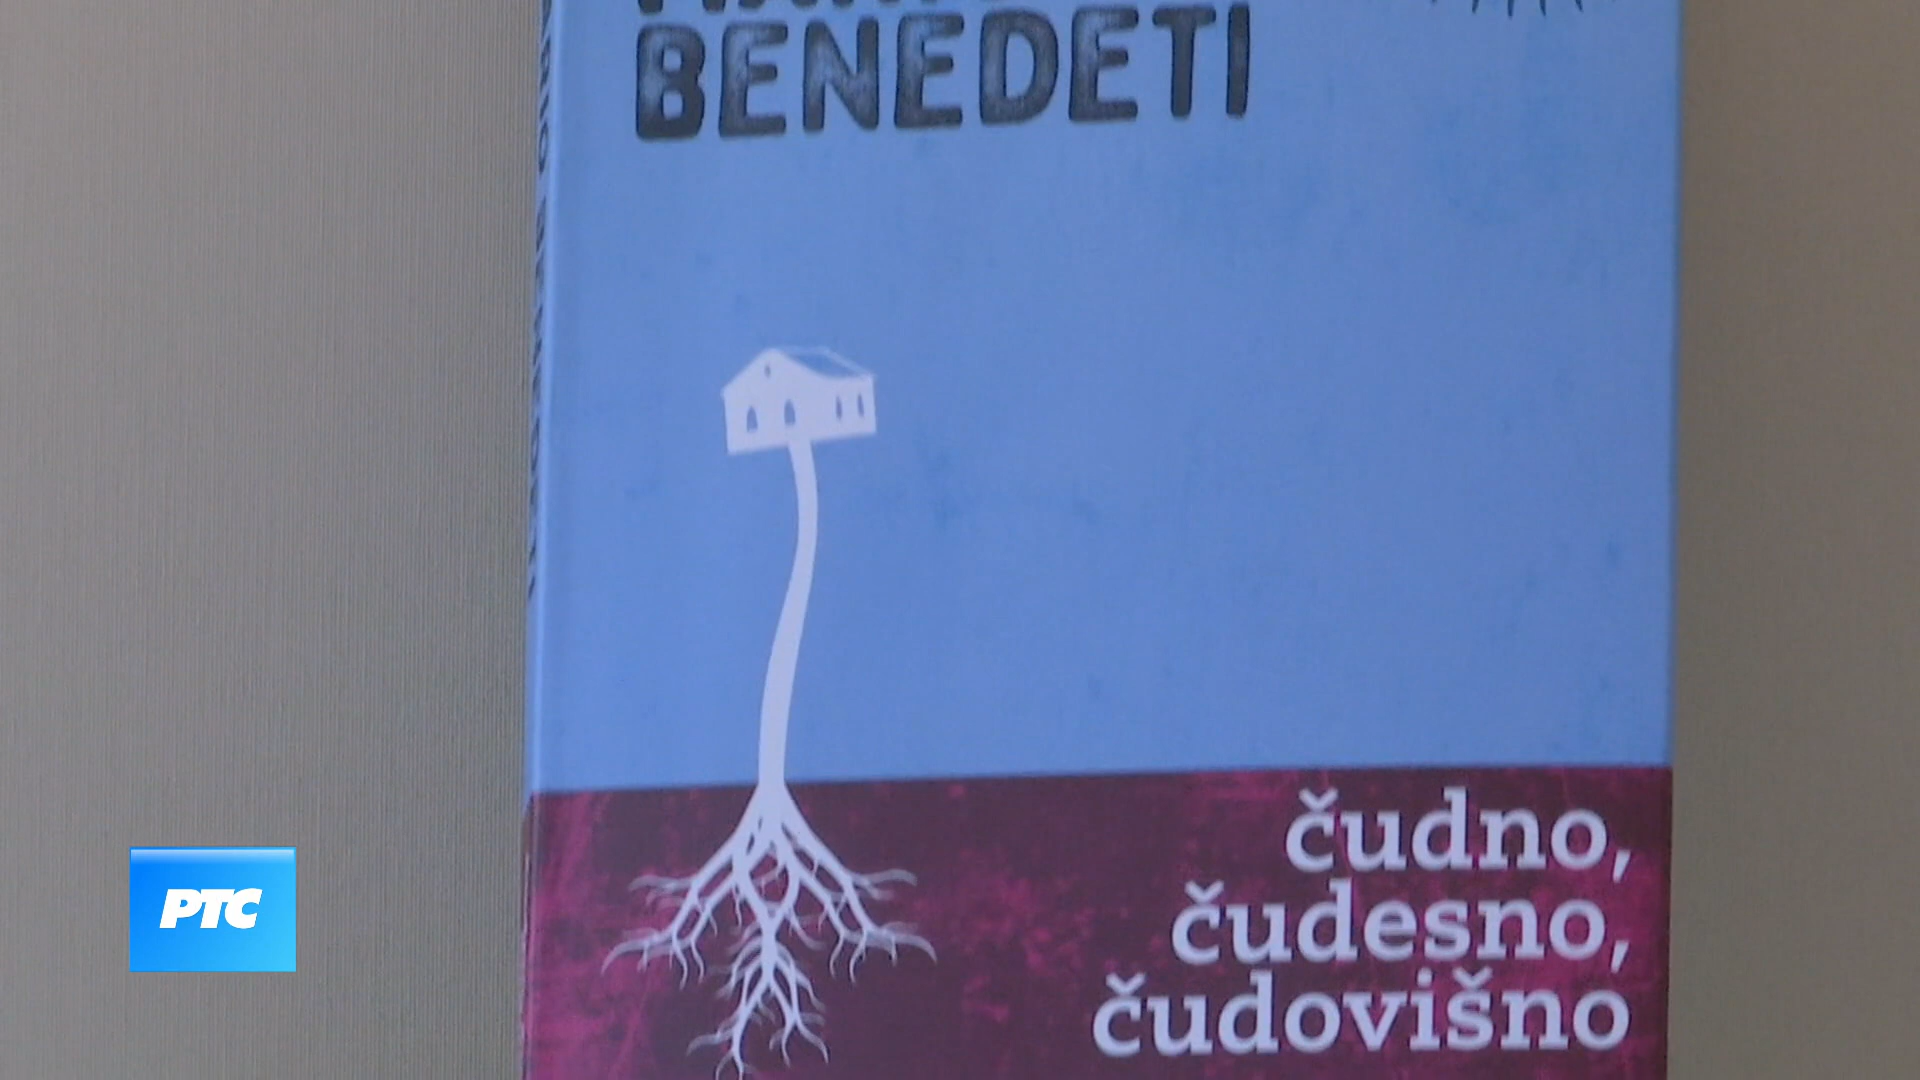 BENEDETI
čudno,
čudesno,
čudovišno
РТС